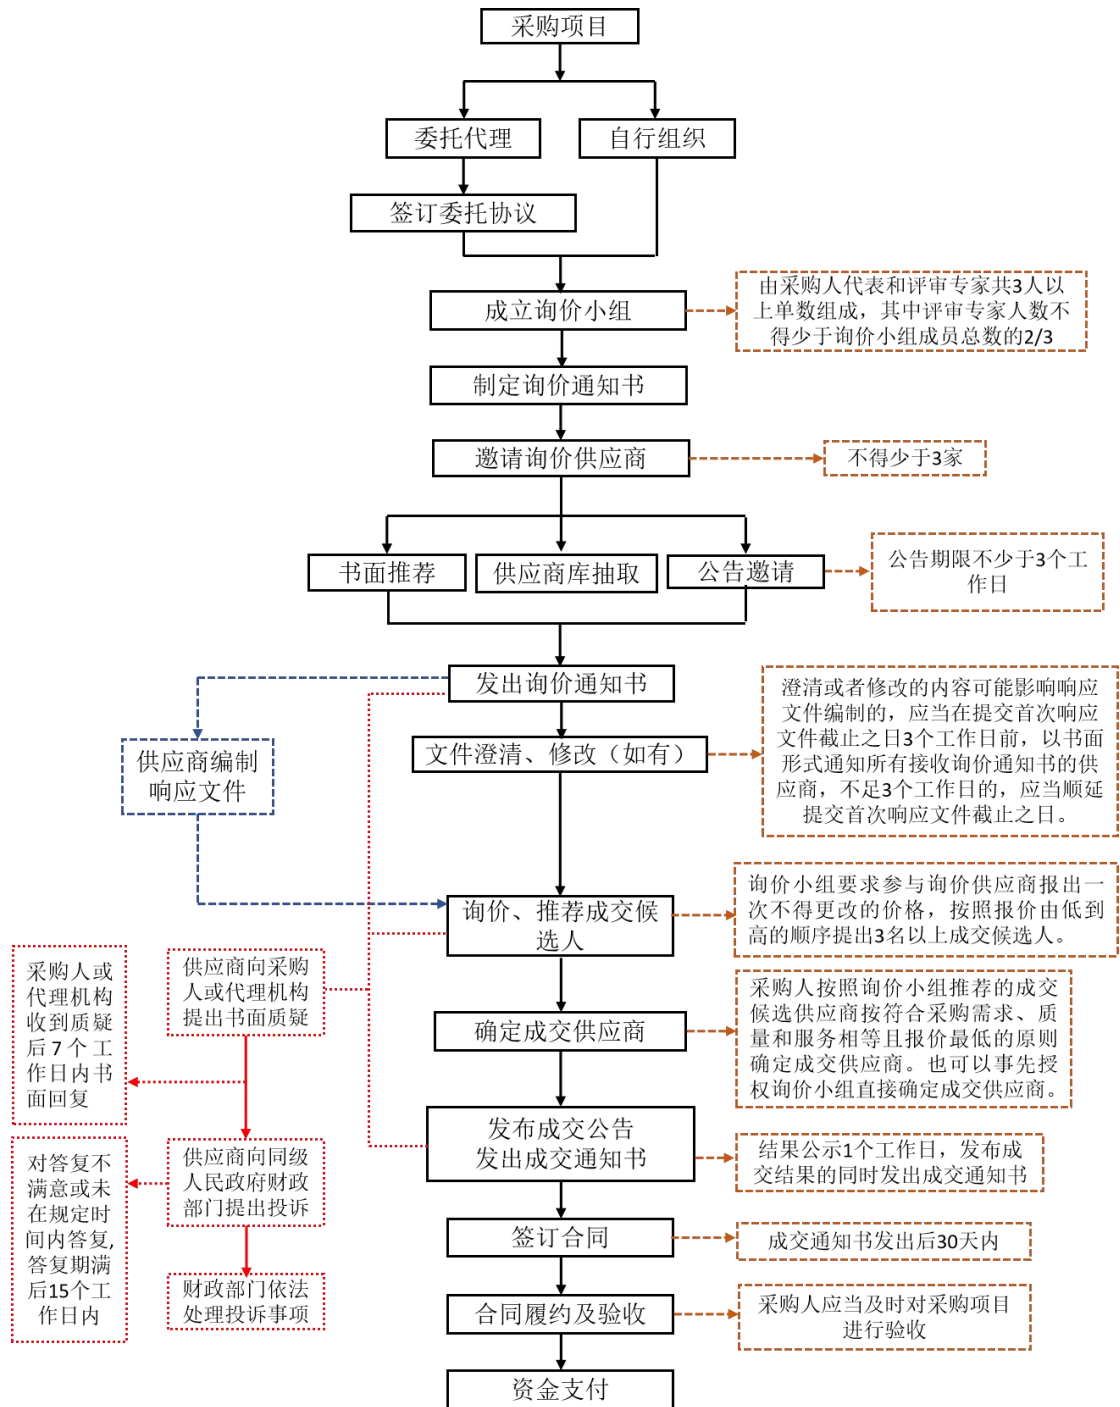 采购项目
委托代理
自行组织
签订委托协议
成立询价小组
由采购人代表和评审专家共3人以
上单数组成，其中评审专家人数不
得少于询价小组成员总数的2/3
制定询价通知书
邀请询价供应商
不得少于3家
书面推荐
供应商库抽取
公告邀请
公告期限不少于3个工
作日
发出询价通知书
供应商编制
响应文件
文件澄清、修改（如有）
澄清或者修改的内容可能影响响应
文件编制的，应当在提交首次响应
文件截止之日3个工作日前，以书面
形式通知所有接收询价通知书的供
应商，不足3个工作日的，应当顺延
提交首次响应文件截止之日。
询价、推荐成交候
选人
询价小组要求参与询价供应商报出一
次不得更改的价格，按照报价由低到
高的顺序提出3名以上成交候选人。
采购人或
代理机构
收到质疑
后7个工
作日内书
面回复
供应商向采购
人或代理机构
提出书面质疑
确定成交供应商
采购人按照询价小组推荐的成交
候选供应商按符合采购需求、质
量和服务相等且报价最低的原则
确定成交供应商。也可以事先授
权询价小组直接确定成交供应商。
发布成交公告
发出成交通知书
结果公示1个工作日，发布成
交结果的同时发出成交通知书
对答复不
满意或未
在规定时
间内答复,
答复期满
后15个工
作日内
供应商向同级
人民政府财政
部门提出投诉
签订合同
成交通知书发出后30天内
财政部门依法
处理投诉事项
合同履约及验收
采购人应当及时对采购项目
进行验收
资金支付